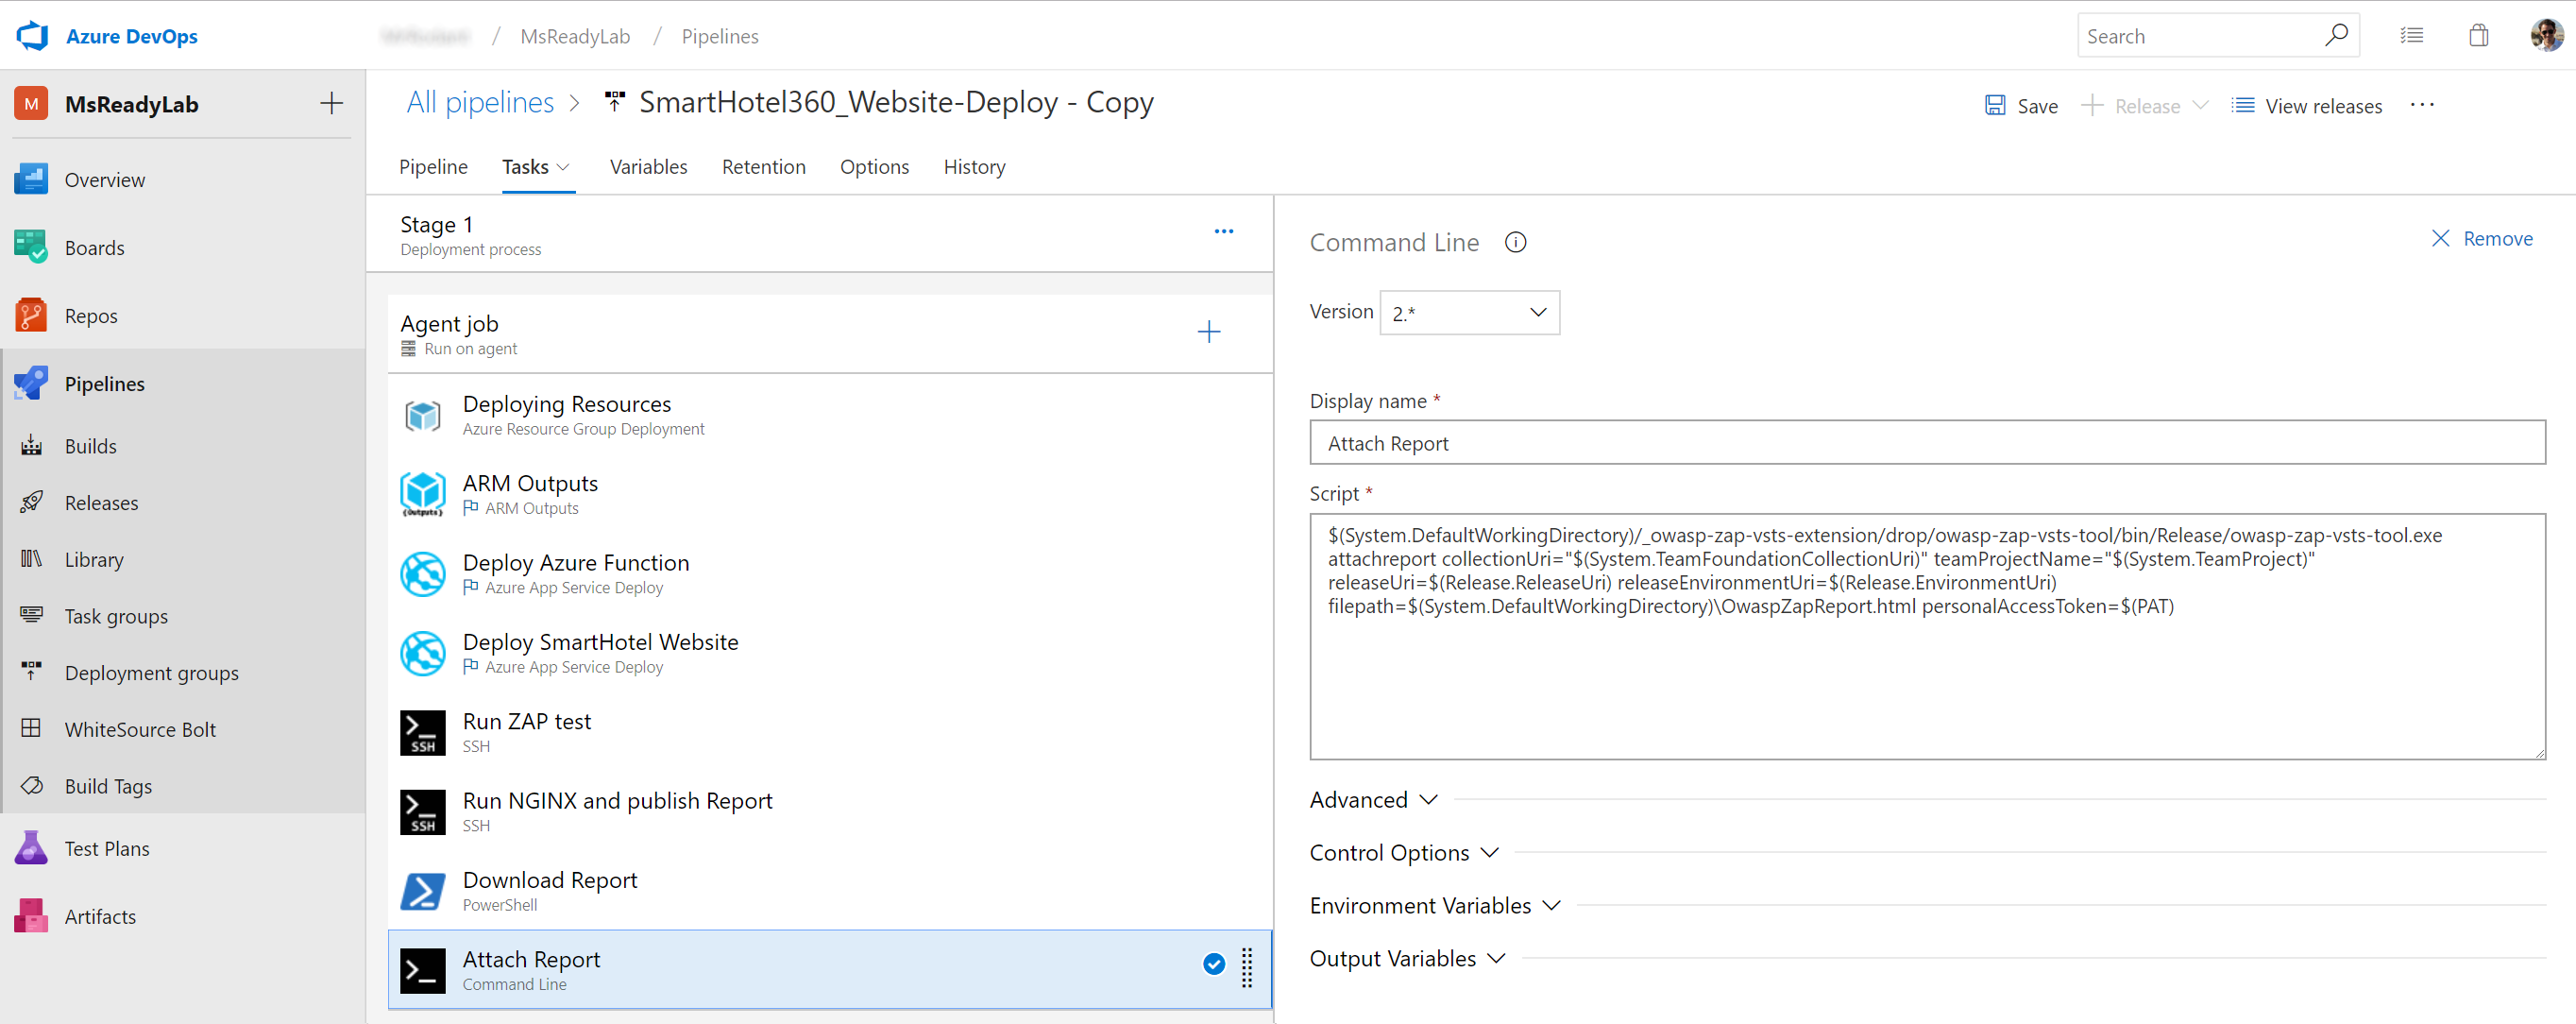 Azure DevOps
/ MsReadyLab / Pipelines
Search
M MsReadyLab
Overview
Boards
Repos
Pipelines
Builds
Releases
Library
Task groups
Deployment groups
WhiteSource Bolt
Build Tags
Test Plans
Artifacts
All pipelines > SmartHotel360_Website-Deploy - Copy
Save
Release
View releases
...
Pipeline
Tasks
Variables
Retention
Options
History
Stage 1
Deployment process
...
Agent job
Run on agent
Deploying Resources
Azure Resource Group Deployment
ARM Outputs
{Outputs}
ARM Outputs
Deploy Azure Function
Azure App Service Deploy
Deploy SmartHotel Website
Azure App Service Deploy
Run ZAP test
SSH
SSH
Run NGINX and publish Report
SSH
SSH
Download Report
PowerShell
Attach Report
Command Line
Command Line
Remove
Version 2.*
Display name *
Attach Report
Script *
$(System.DefaultWorkingDirectory)/_owasp-zap-vsts-extension/drop/owasp-zap-vsts-tool/bin/Release/owasp-zap-vsts-tool.exe
attachreport collectionUri="$(System.TeamFoundationCollectionUri)" teamProjectName="$(System.TeamProject)"
releaseUri=$(Release.ReleaseUri) releaseEnvironmentUri=$(Release.EnvironmentUri)
filepath=$(System.DefaultWorkingDirectory)\OwaspZapReport.html personalAccessToken=$(PAT)
Advanced
Control Options
Environment Variables
Output Variables